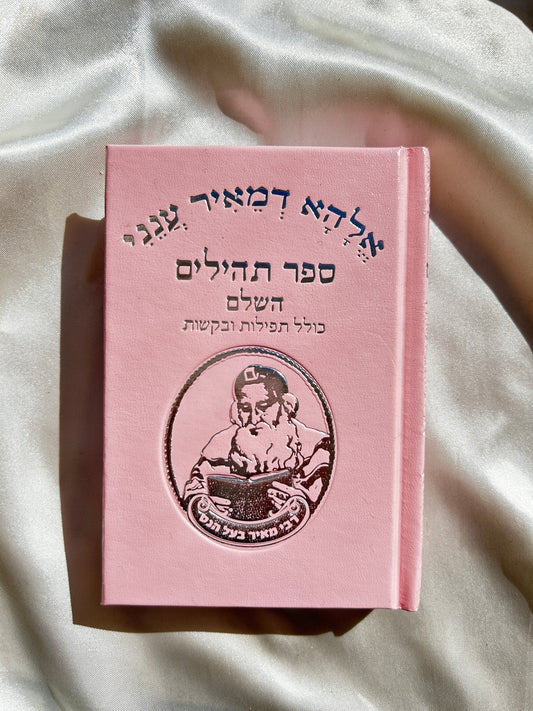 אֱלָהָא דְמֵאִיר עֲנֵנִי
ספר תהילים
השלם
כולל תפילות ובקשות
רבי מאיר בעל הנס